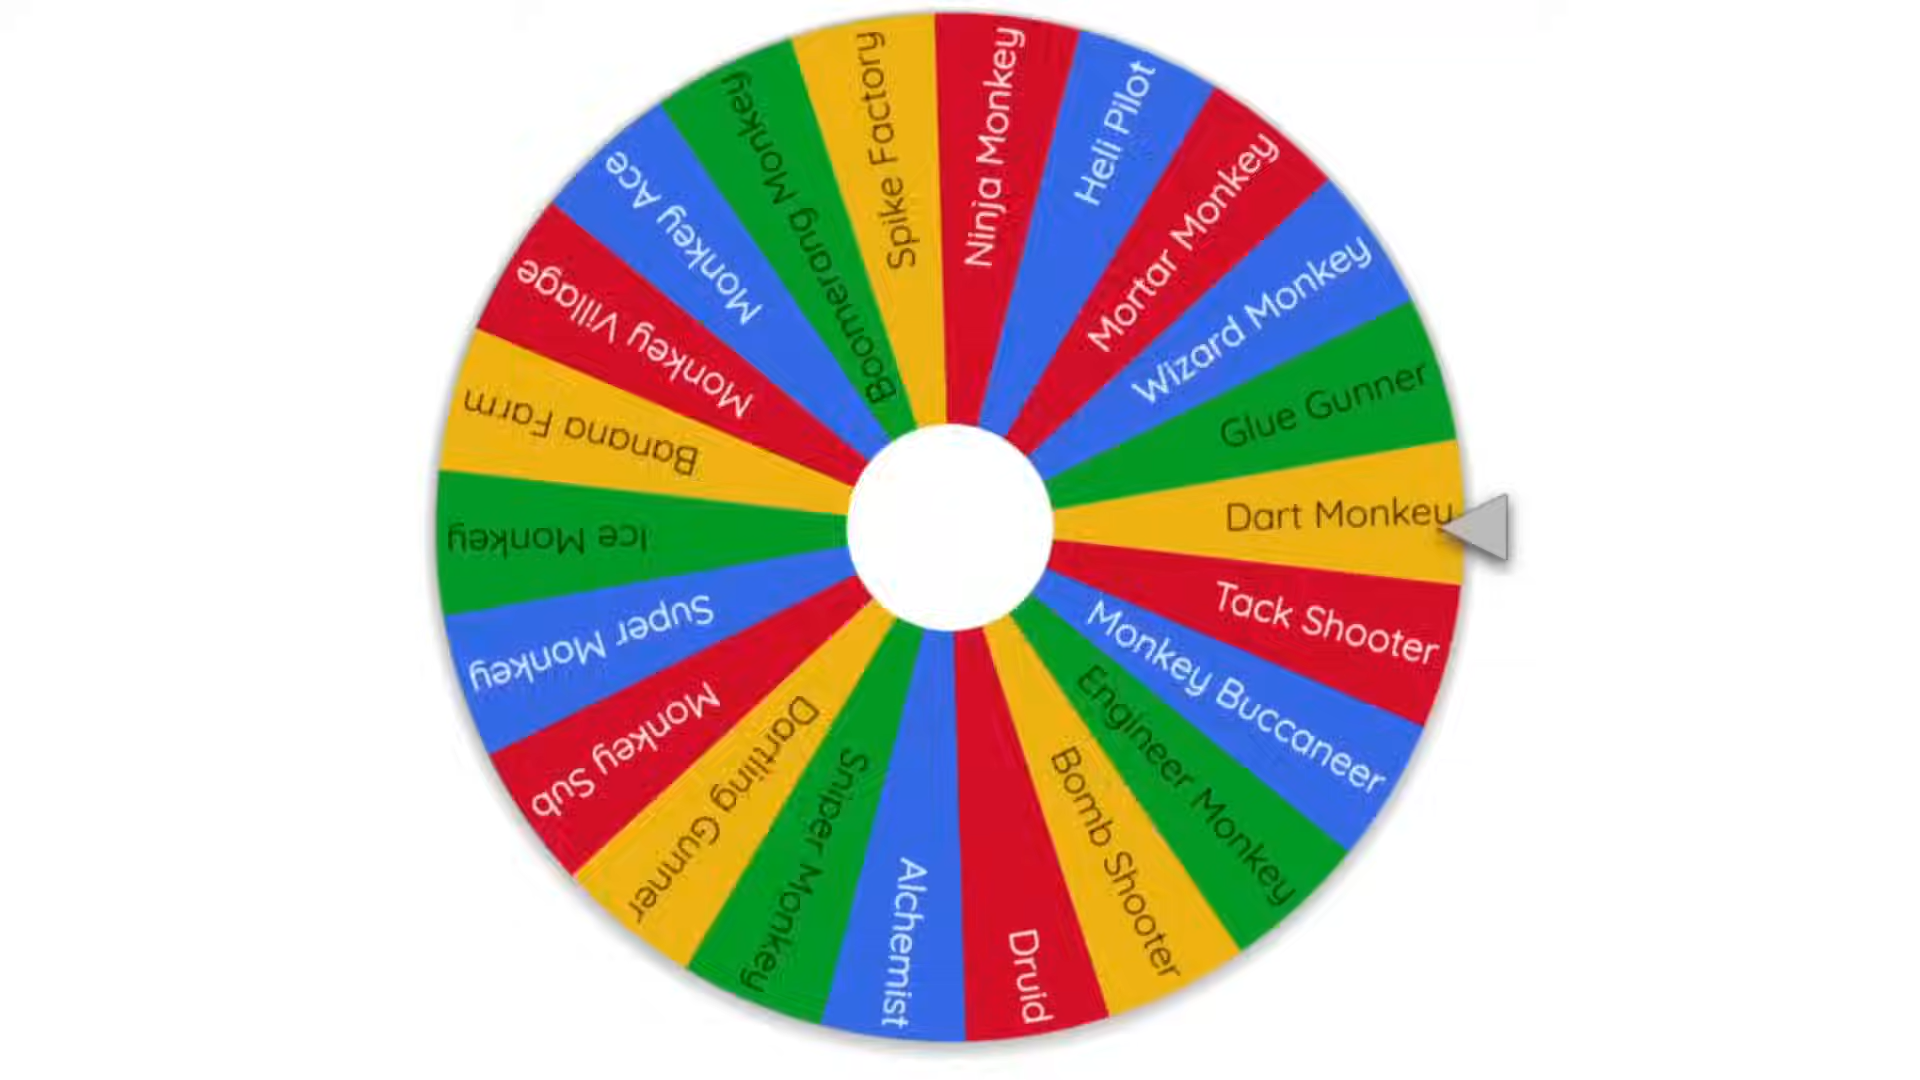 Spike Factory
Ninja Monkey
Heli Pilot
Mortar Monkey
Wizard Monkey
Glue Gunner
Dart Monkey
Tack Shooter
Monkey Buccaneer
Engineer Monkey
Bomb Shooter
Druid
Alchemist
Sniper Monkey
Dartling Gunner
Monkey Sub
Super Monkey
Ice Monkey
Banana Farm
Monkey Village
Monkey Ace
Boomerang Monkey